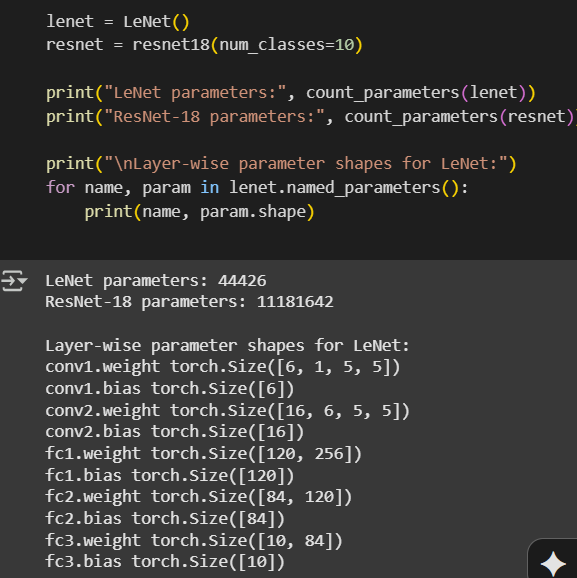 lenet = LeNet()
resnet = resnet18(num_classes=10)
print("LeNet parameters:", count_parameters(lenet))
print("ResNet-18 parameters:", count_parameters(resnet))
print("\nLayer-wise parameter shapes for LeNet:")
for name, param in lenet.named_parameters():
    print(name, param.shape)
LeNet parameters: 44426
ResNet-18 parameters: 11181642
Layer-wise parameter shapes for LeNet:
conv1.weight torch.Size([6, 1, 5, 5])
conv1.bias torch.Size([6])
conv2.weight torch.Size([16, 6, 5, 5])
conv2.bias torch.Size([16])
fc1.weight torch.Size([120, 256])
fc1.bias torch.Size([120])
fc2.weight torch.Size([84, 120])
fc2.bias torch.Size([84])
fc3.weight torch.Size([10, 84])
fc3.bias torch.Size([10])